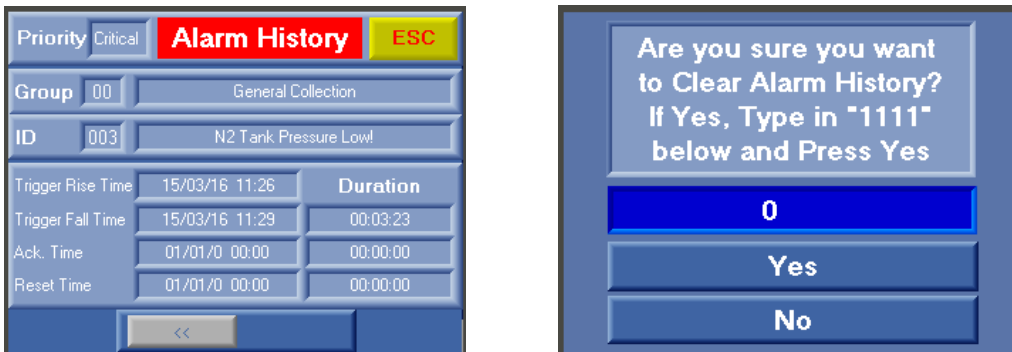 Priority Critical Alarm History ESC
Group 00 General Collection
ID 003 N2 Tank Pressure Low!
Trigger Rise Time 15/03/16 11:26 Duration
Trigger Fall Time 15/03/16 11:29 00:03:23
Ack. Time 01/01/0 00:00 00:00:00
Reset Time 01/01/0 00:00 00:00:00
<<
Are you sure you want
to Clear Alarm History?
If Yes, Type in "1111"
below and Press Yes
0
Yes
No